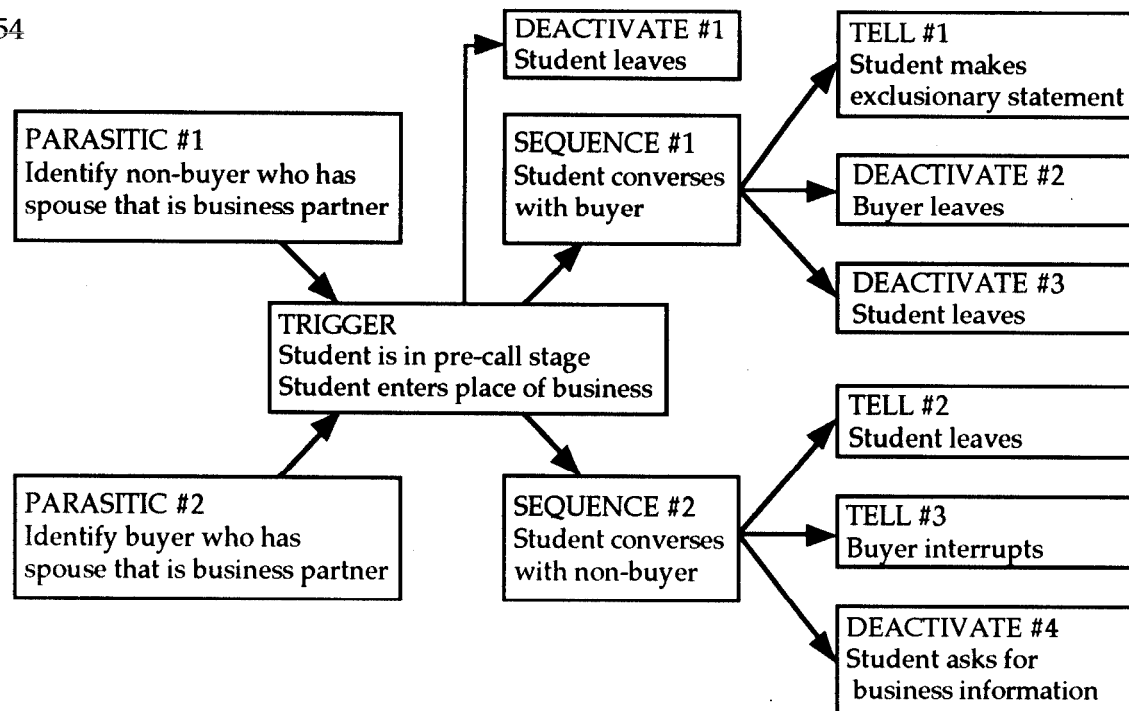 54
DEACTIVATE #1
Student leaves
TELL #1
Student makes
exclusionary statement
PARASITIC #1
Identify non-buyer who has
spouse that is business partner
SEQUENCE #1
Student converses
with buyer
DEACTIVATE #2
Buyer leaves
DEACTIVATE #3
Student leaves
TRIGGER
Student is in pre-call stage
Student enters place of business
TELL #2
Student leaves
PARASITIC #2
Identify buyer who has
spouse that is business partner
SEQUENCE #2
Student converses
with non-buyer
TELL #3
Buyer interrupts
DEACTIVATE #4
Student asks for
business information